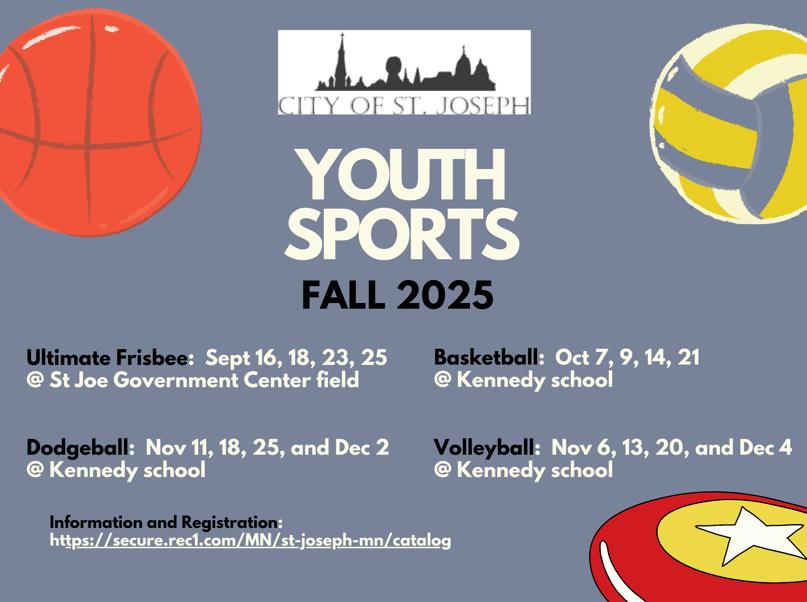 CITY OF ST. JOSEPH
YOUTH
SPORTS
FALL 2025
Ultimate Frisbee: Sept 16, 18, 23, 25
@ St Joe Government Center field
Basketball: Oct 7, 9, 14, 21
@ Kennedy school
Dodgeball: Nov 11, 18, 25, and Dec 2
@ Kennedy school
Volleyball: Nov 6, 13, 20, and Dec 4
@ Kennedy school
Information and Registration:
https://secure.rec1.com/MN/st-joseph-mn/catalog